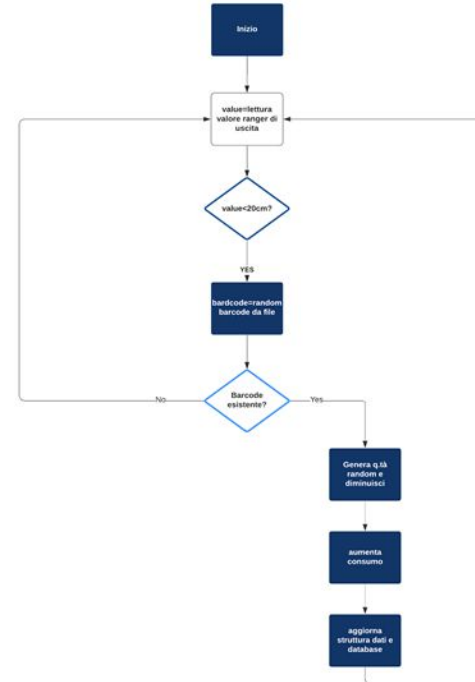 Inizio
value=lettura
valore ranger di
uscita
value<20cm?
YES
bardcode=random
barcode da file
Barcode
esistente?
No
Yes
Genera q.tà
random e
diminuisci
aumenta
consumo
aggiorna
struttura dati e
database